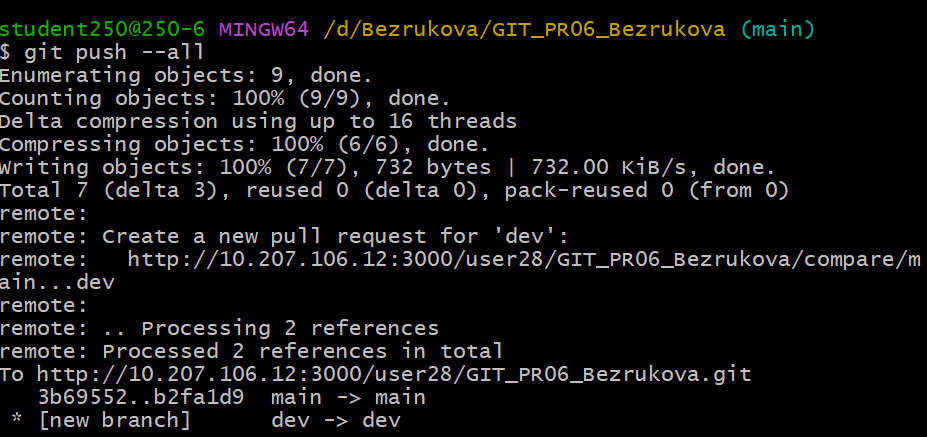 student250@250-6 MINGW64 /d/Bezrukova/GIT_PR06_Bezrukova (main)
$ git push --all
Enumerating objects: 9, done.
Counting objects: 100% (9/9), done.
Delta compression using up to 16 threads
Compressing objects: 100% (6/6), done.
Writing objects: 100% (7/7), 732 bytes | 732.00 KiB/s, done.
Total 7 (delta 3), reused 0 (delta 0), pack-reused 0 (from 0)
remote:
remote: Create a new pull request for 'dev':
remote:   http://10.207.106.12:3000/user28/GIT_PR06_Bezrukova/compare/m
ain...dev
remote:
remote: .. Processing 2 references
remote: Processed 2 references in total
To http://10.207.106.12:3000/user28/GIT_PR06_Bezrukova.git
   3b69552..b2fa1d9  main -> main
 * [new branch]      dev -> dev